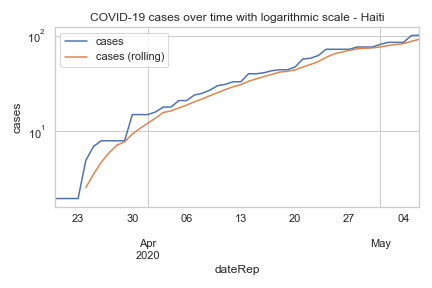 COVID-19 cases over time with logarithmic scale - Haiti
10²
cases
cases (rolling)
cases
10¹
23 30 06 13 20 27 04
Apr May
2020
dateRep